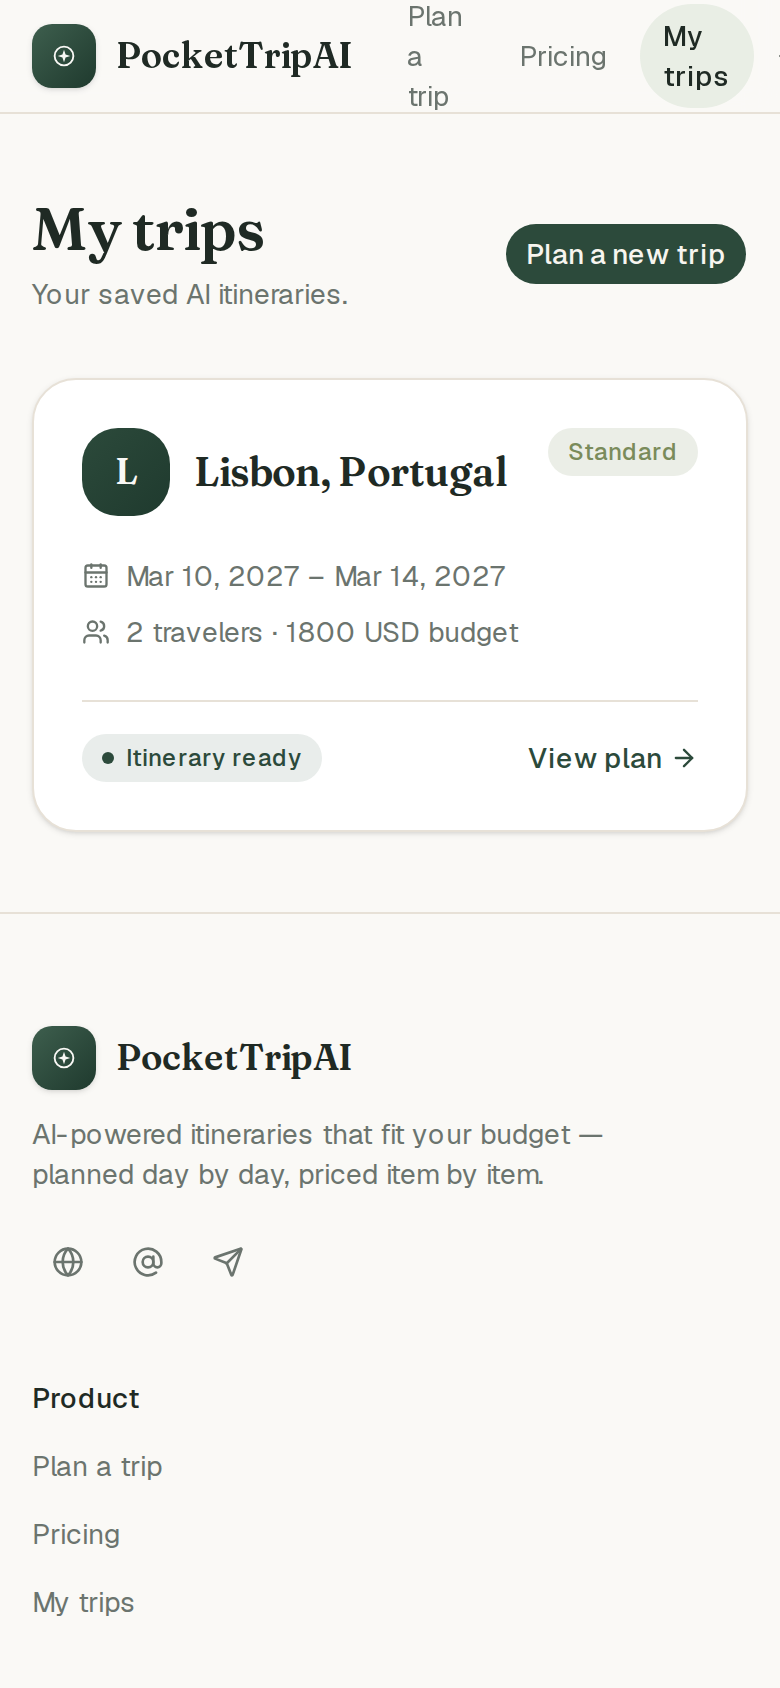 PocketTripAI
Plan
a
trip
Pricing
My
trips
My trips
Your saved AI itineraries.
Plan a new trip
L
Lisbon, Portugal
Standard
Mar 10, 2027 – Mar 14, 2027
2 travelers · 1800 USD budget
Itinerary ready
View plan →
PocketTripAI
AI-powered itineraries that fit your budget —
planned day by day, priced item by item.
Product
Plan a trip
Pricing
My trips